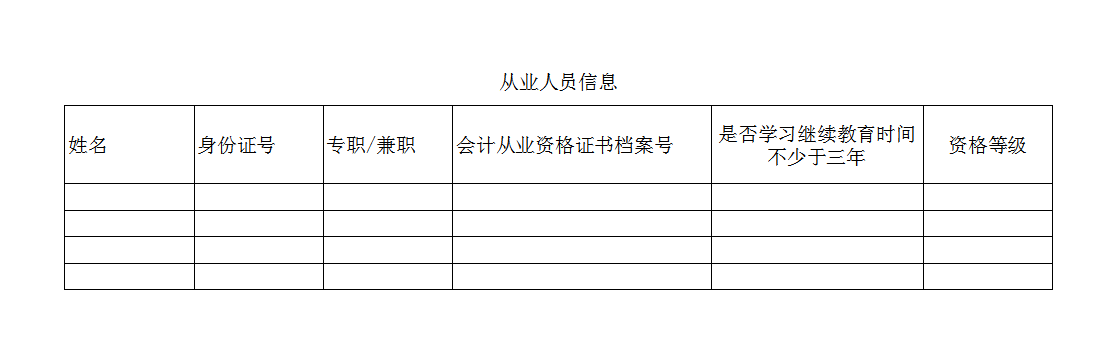 从业人员信息
姓名
身份证号
专职/兼职
会计从业资格证书档案号
是否学习继续教育时间
不少于三年
资格等级